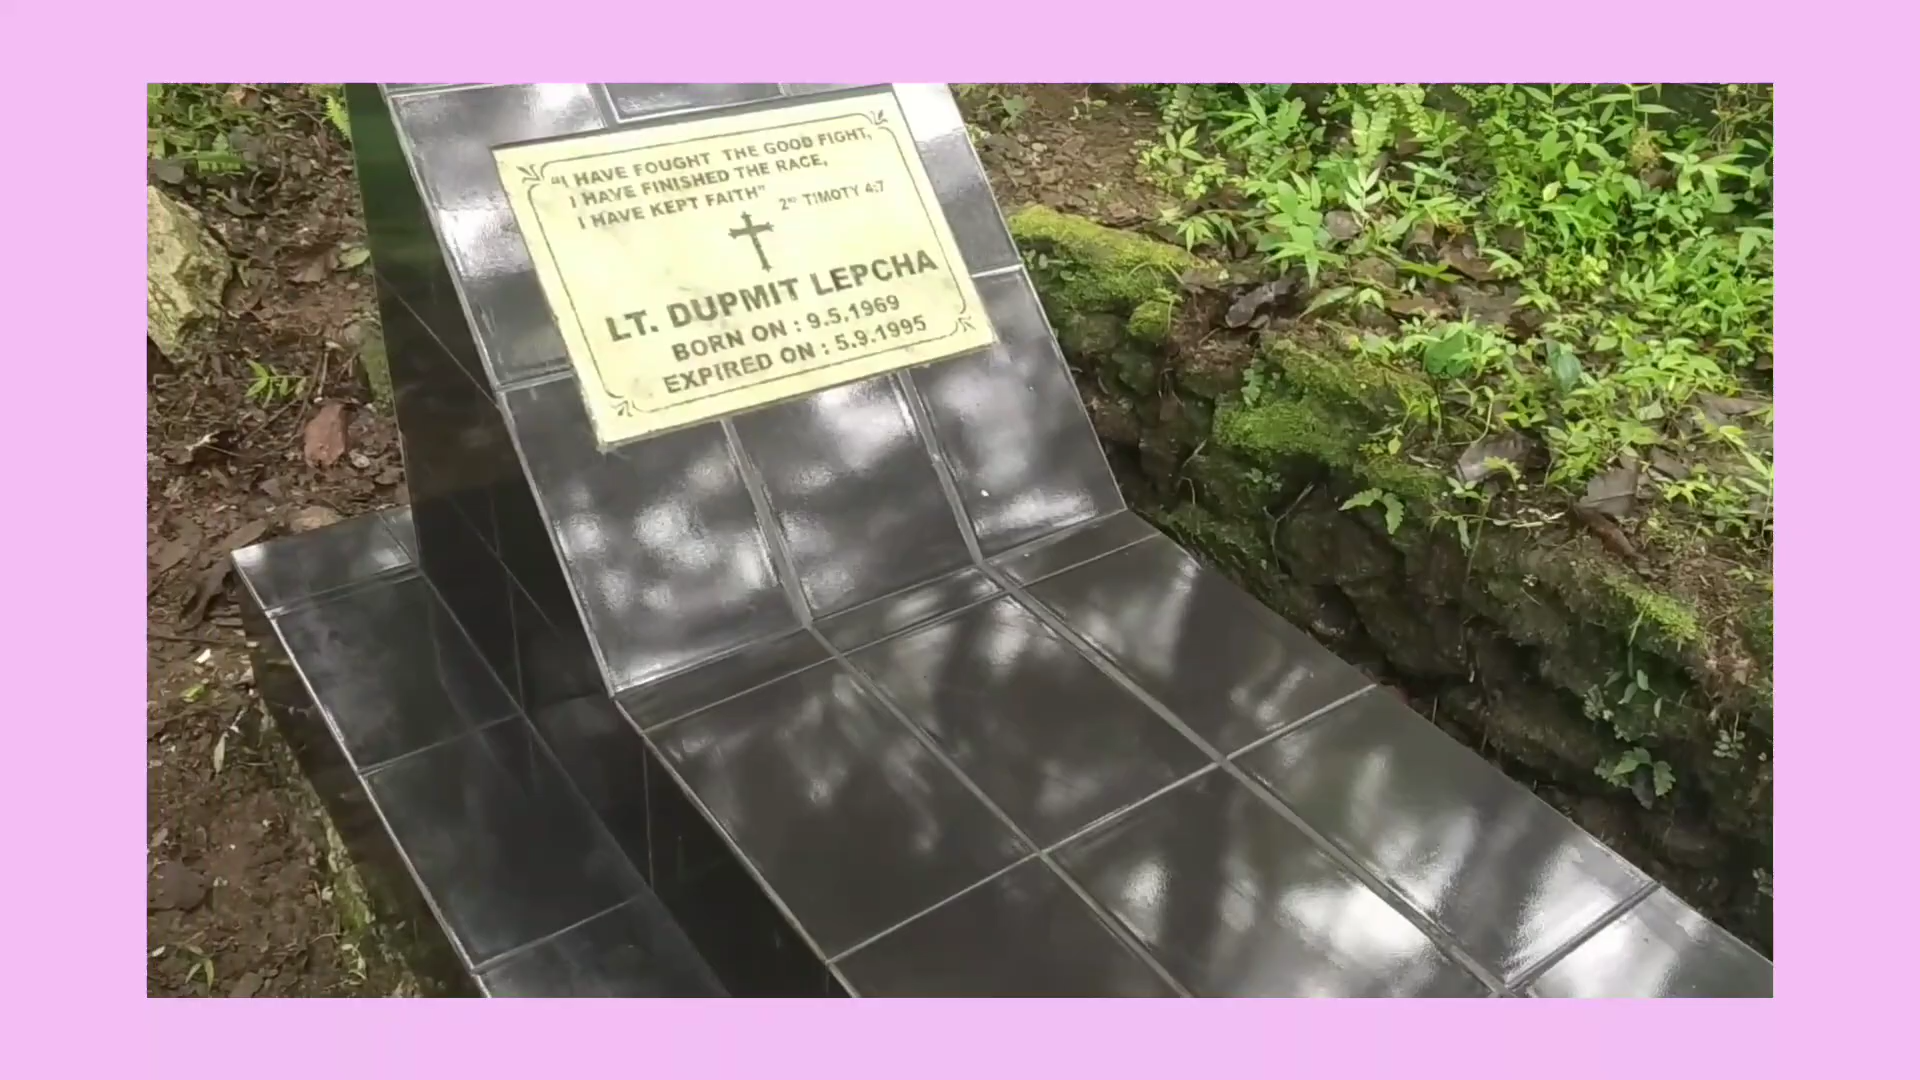 "I HAVE FOUGHT THE GOOD FIGHT,
I HAVE FINISHED THE RACE,
I HAVE KEPT FAITH"
2ND TIMOTY 4:7
LT. DUPMIT LEPCHA
BORN ON : 9.5.1969
EXPIRED ON : 5.9.1995